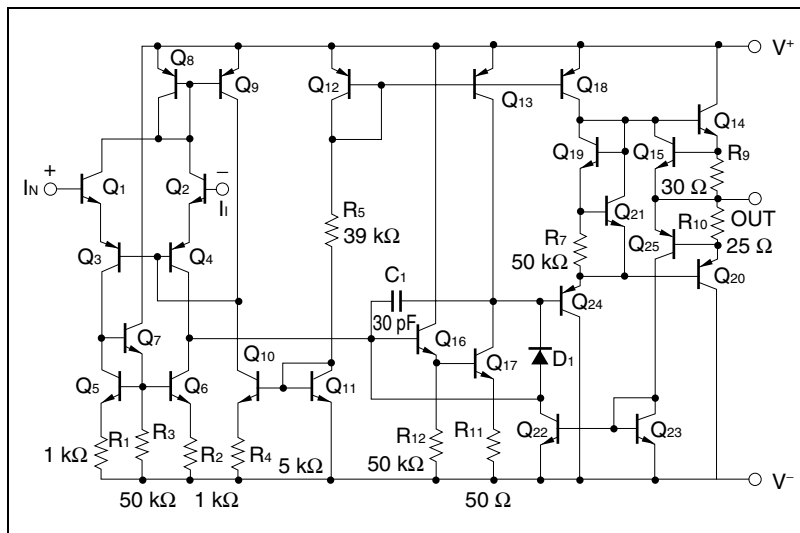 Q8
Q9
Q12
Q13
Q18
Q14
V+
+
IN
Q1
Q2
−
II
Q19
Q15
R9
30 Ω
OUT
R5
39 kΩ
Q21
R10
25 Ω
Q3
Q4
R7
50 kΩ
Q25
Q20
C1
30 pF
Q24
Q7
Q16
Q17
D1
Q5
Q6
Q10
Q11
Q22
Q23
R1
1 kΩ
R3
50 kΩ
R2
1 kΩ
R4
5 kΩ
R12
50 kΩ
R11
50 Ω
V−